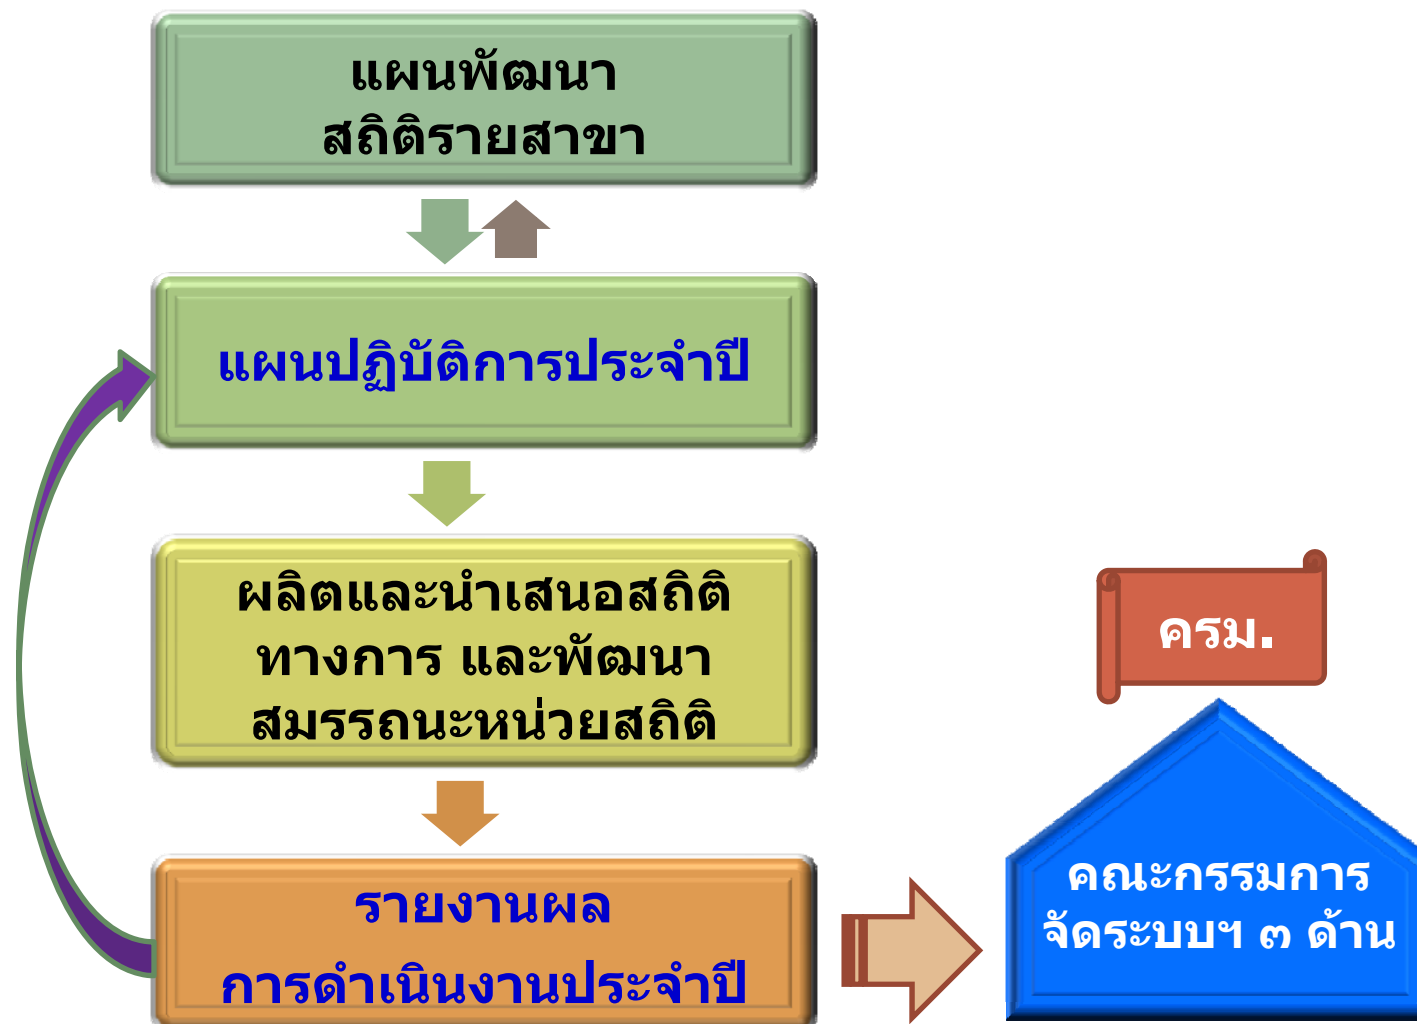 แผนพัฒนา
สถิติรายสาขา
แผนปฏิบัติการประจำปี
ผลิตและนำเสนอสถิติ
ทางการ และพัฒนา
สมรรถนะหน่วยสถิติ
รายงานผล
การดำเนินงานประจำปี
ครม.
คณะกรรมการ
จัดระบบฯ ๓ ด้าน